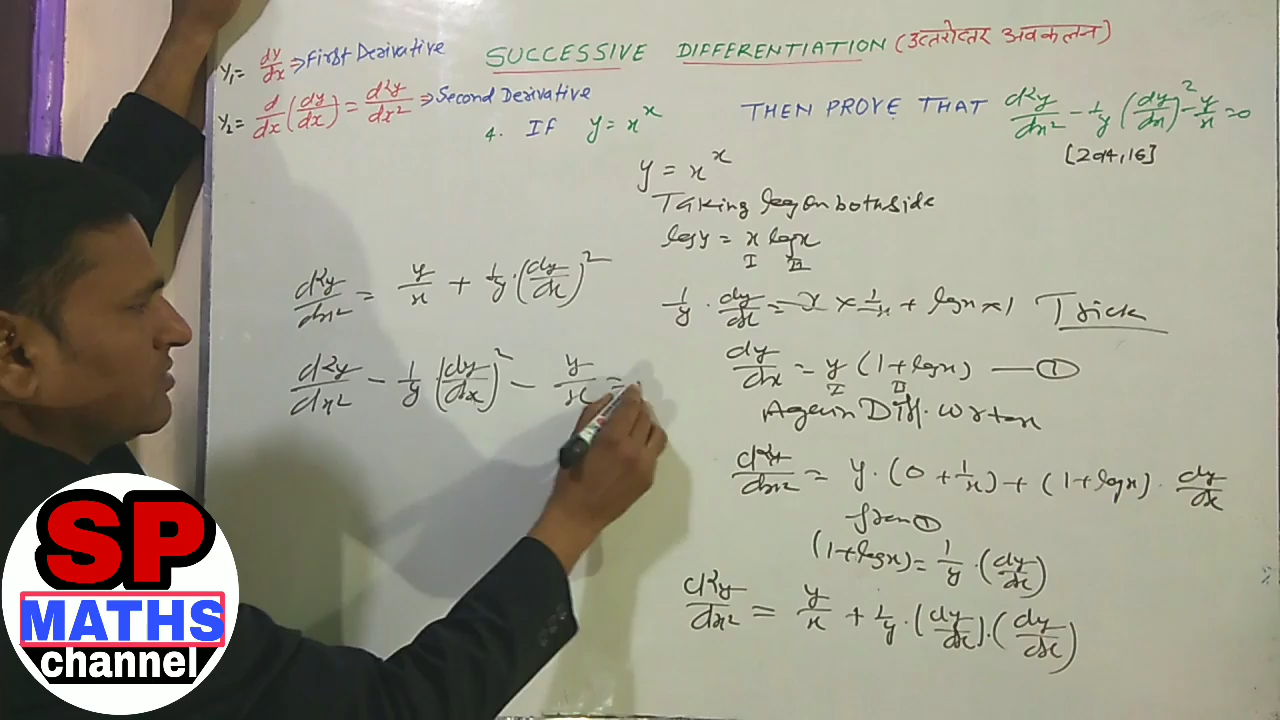 SUCCESSIVE DIFFERENTIATION (उत्तरोत्तर अवकलन)
y₁ = dy/dx ⇒ First Derivative
y₂ = d/dx (dy/dx) = d²y/dx² ⇒ Second Derivative
4. IF y = x^x THEN PROVE THAT d²y/dx² - 1/y (dy/dx)² - y/x = 0
[2014,16]
y = x^x
Taking log on both side
log y = x log x
I II
1/y · dy/dx = x × 1/x + log x × 1 Trick
dy/dx = y (1 + log x) — ①
I II
Again Diff. w r to x
d²y/dx² = y · (0 + 1/x) + (1 + log x) · dy/dx
from ①
(1 + log x) = 1/y · (dy/dx)
d²y/dx² = y/x + 1/y · (dy/dx) · (dy/dx)
d²y/dx² = y/x + 1/y · (dy/dx)²
d²y/dx² - 1/y (dy/dx)² - y/x =
SP
MATHS
channel